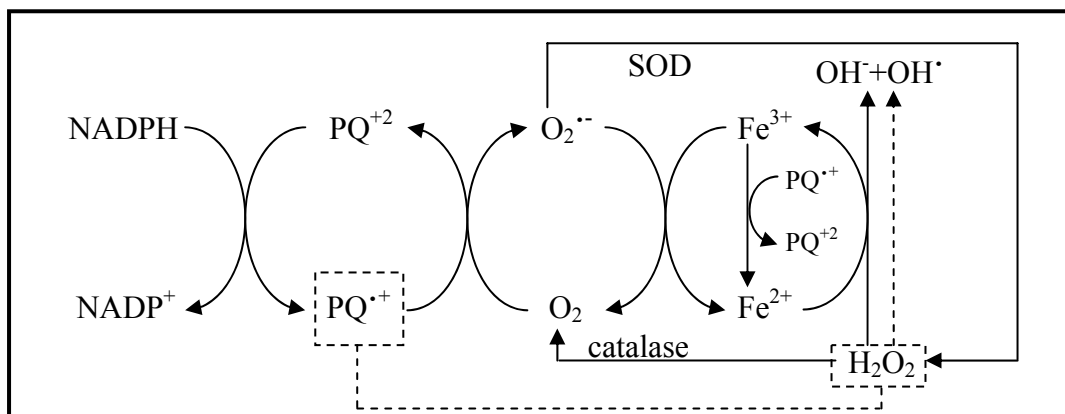 SOD
OH⁻+OH•
NADPH PQ⁺² O₂•⁻ Fe³⁺
PQ•⁺
PQ⁺²
NADP⁺ PQ•⁺ O₂ Fe²⁺
catalase H₂O₂